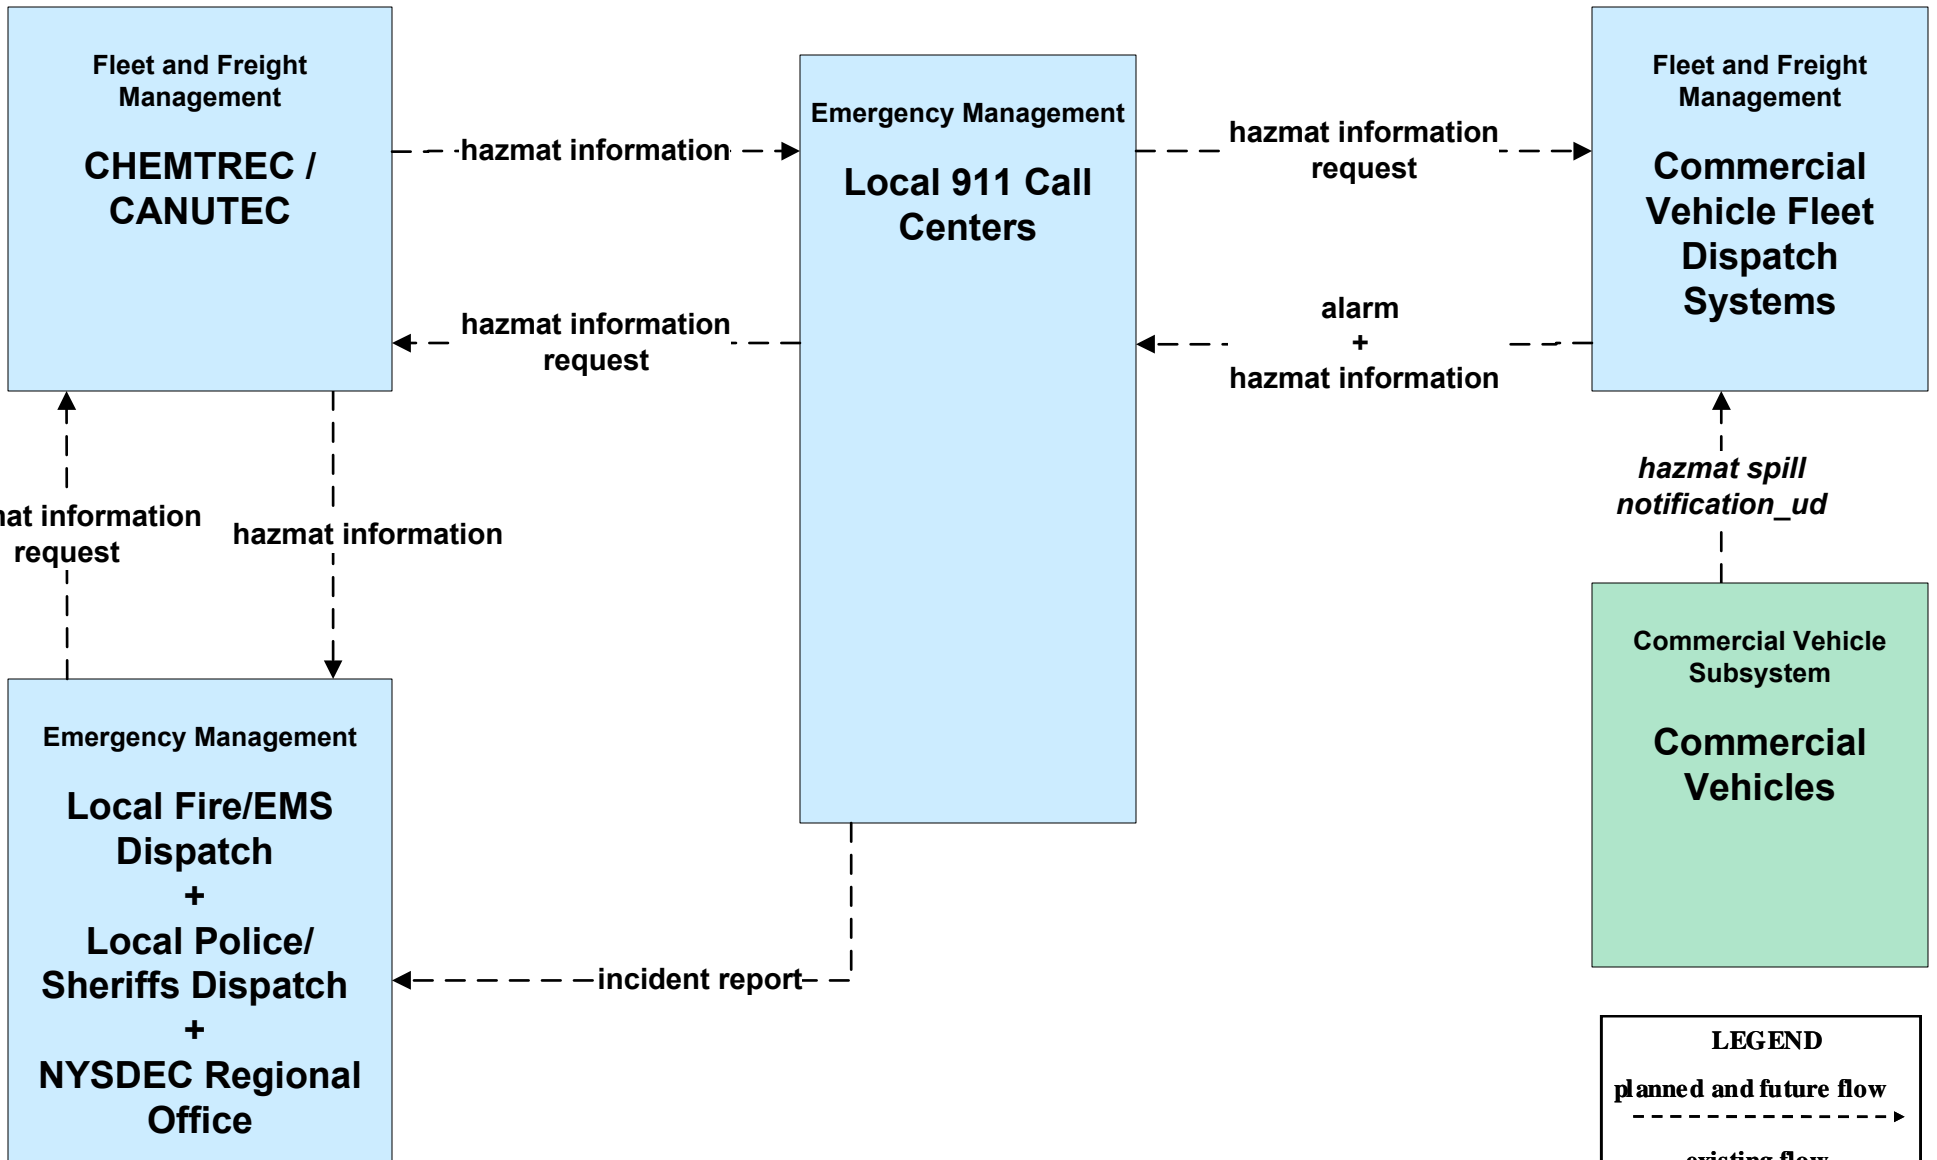 Fleet and Freight
Management
CHEMTREC /
CANUTEC
hazmat information
Emergency Management
Local 911 Call
Centers
hazmat information
request
Fleet and Freight
Management
Commercial
Vehicle Fleet
Dispatch
Systems
hazmat information
request
alarm
+
hazmat information
hazmat spill
notification_ud
information
request
hazmat information
Commercial Vehicle
Subsystem
Commercial
Vehicles
Emergency Management
Local Fire/EMS
Dispatch
+
Local Police/
Sheriffs Dispatch
+
NYSDEC Regional
Office
incident report
LEGEND
planned and future flow
existing flow